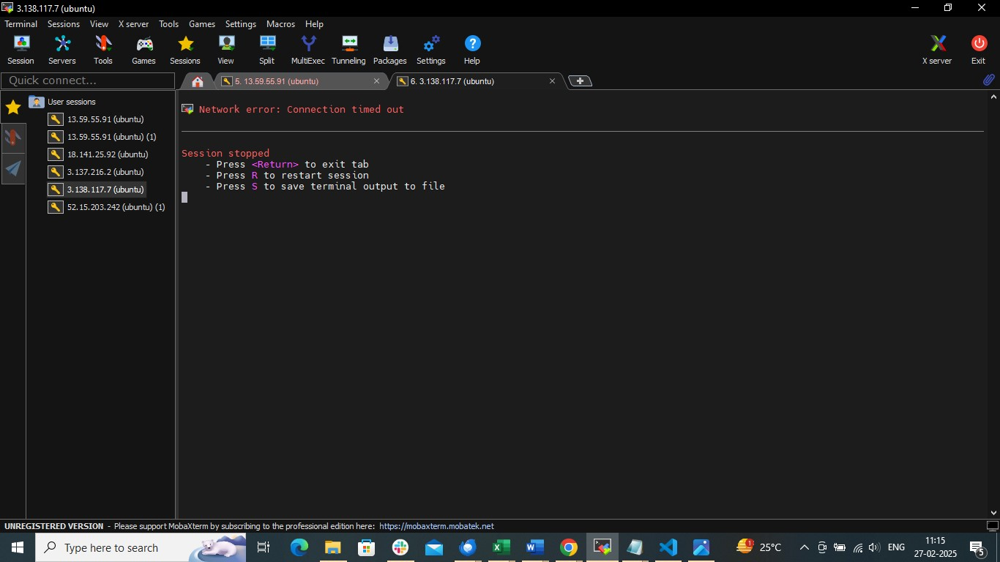 3.138.117.7 (ubuntu)
Terminal Sessions View X server Tools Games Settings Macros Help
Session Servers Tools Games Sessions View Split MultiExec Tunneling Packages Settings Help X server Exit
Quick connect...
5. 13.59.55.91 (ubuntu)
6. 3.138.117.7 (ubuntu)
User sessions
13.59.55.91 (ubuntu)
13.59.55.91 (ubuntu) (1)
18.141.25.92 (ubuntu)
3.137.216.2 (ubuntu)
3.138.117.7 (ubuntu)
52.15.203.242 (ubuntu) (1)
Network error: Connection timed out
Session stopped
- Press <Return> to exit tab
- Press R to restart session
- Press S to save terminal output to file
UNREGISTERED VERSION - Please support MobaXterm by subscribing to the professional edition here: https://mobaxterm.mobatek.net
Type here to search
1
25°C
ENG
11:15
27-02-2025
5